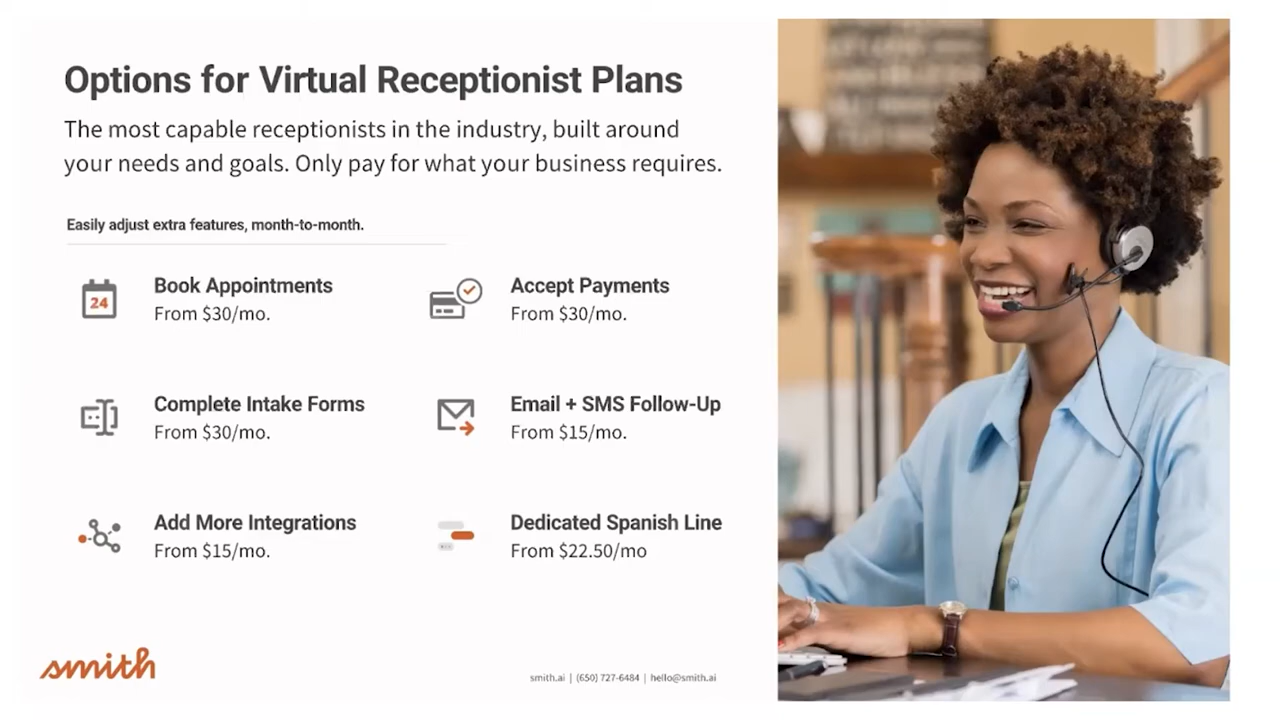 Options for Virtual Receptionist Plans
The most capable receptionists in the industry, built around
your needs and goals. Only pay for what your business requires.
Easily adjust extra features, month-to-month.
24
Book Appointments
From $30/mo.
Accept Payments
From $30/mo.
Complete Intake Forms
From $30/mo.
Email + SMS Follow-Up
From $15/mo.
Add More Integrations
From $15/mo.
Dedicated Spanish Line
From $22.50/mo
smith
smith.ai | (650) 727-6484 | hello@smith.ai